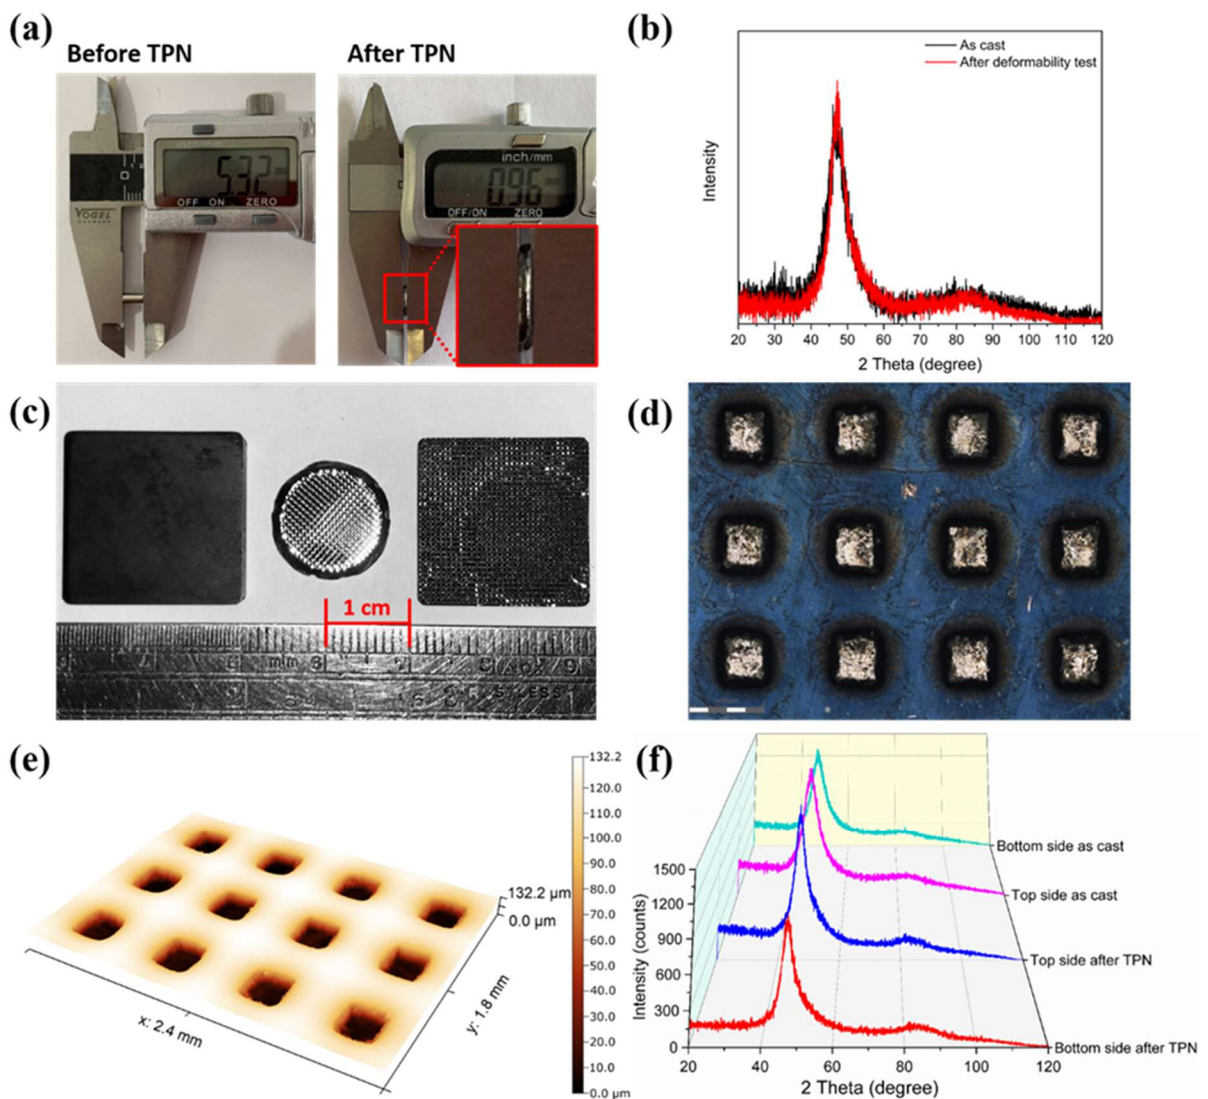 (a)
Before TPN
After TPN
inch/mm
5.32
OFF ON ZERO
VOGEL
0
inch/mm
0.96
OFF/ON ZERO
(b)
As cast
After deformability test
Intensity
20 30 40 50 60 70 80 90 100 110 120
2 Theta (degree)
(c)
1 cm
mm
(d)
(e)
132.2 µm
0.0 µm
x: 2.4 mm
y: 1.8 mm
132.2
120.0
110.0
100.0
90.0
80.0
70.0
60.0
50.0
40.0
30.0
20.0
0.0 µm
(f)
1500
1200
900
600
300
0
Intensity (counts)
Bottom side as cast
Top side as cast
Top side after TPN
Bottom side after TPN
20 40 60 80 100 120
2 Theta (degree)